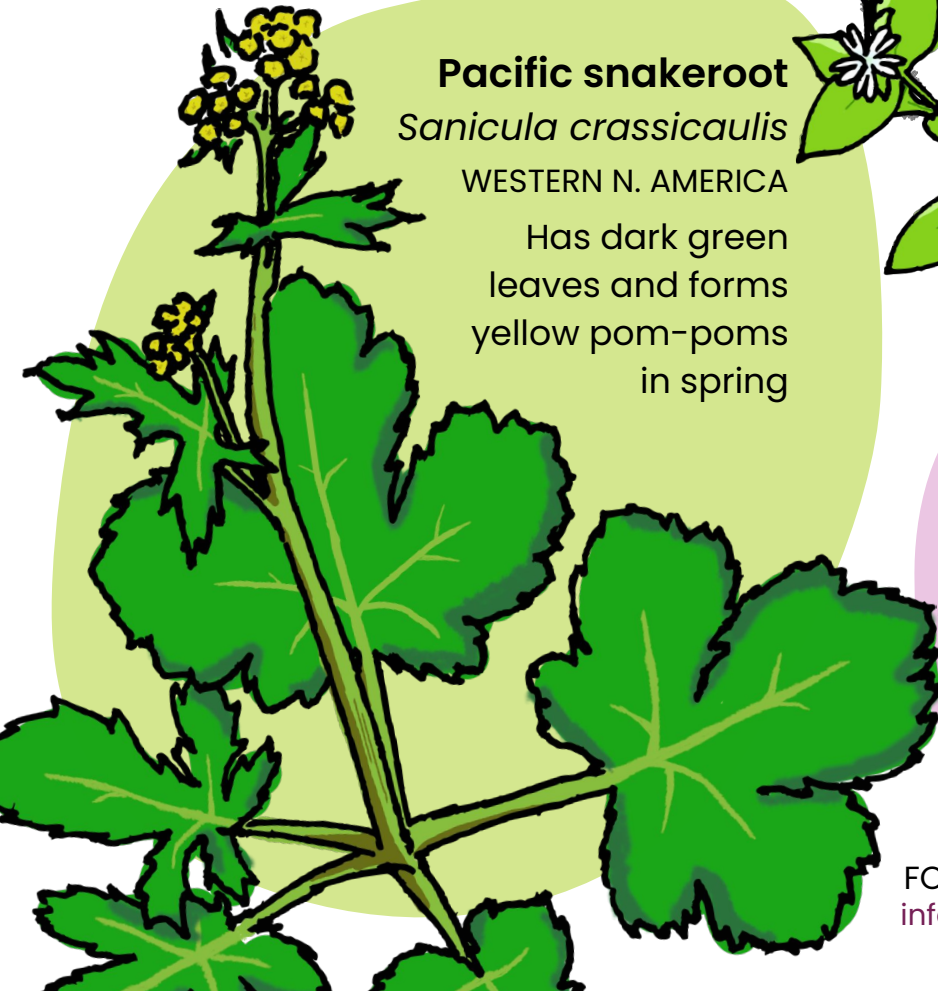 Pacific snakeroot
Sanicula crassicaulis
WESTERN N. AMERICA
Has dark green
leaves and forms
yellow pom-poms
in spring